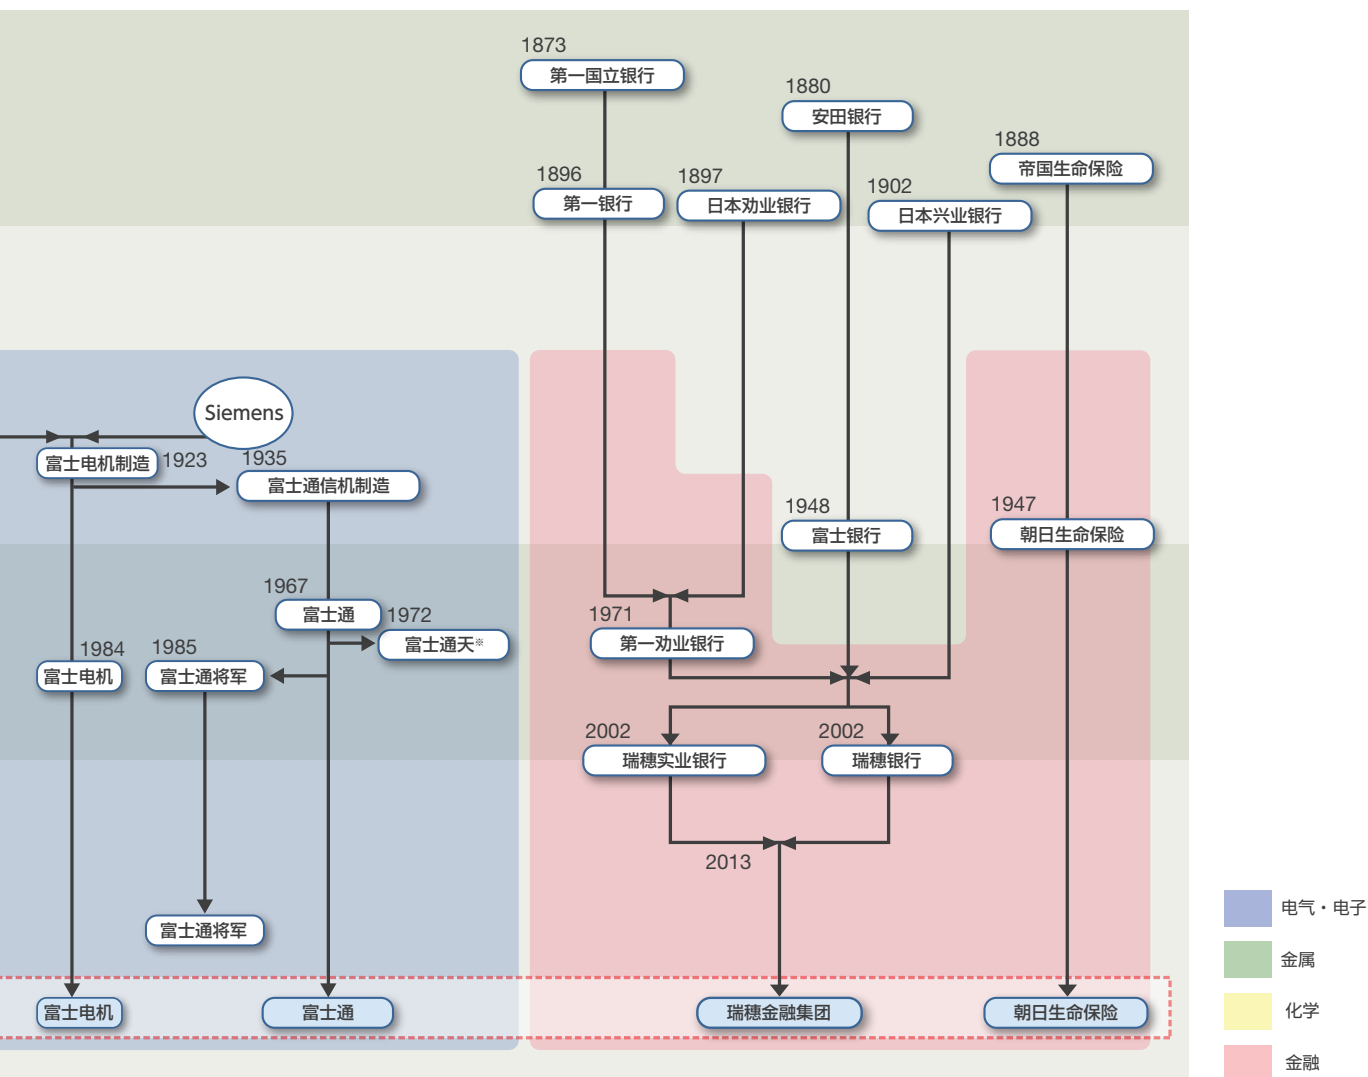 1873
第一国立银行
1880
安田银行
1888
帝国生命保险
1896
第一银行
1897
日本劝业银行
1902
日本兴业银行
Siemens
富士电机制造
1923
1935
富士通信机制造
1948
富士银行
1947
朝日生命保险
1967
富士通
1972
富士通天※
1971
第一劝业银行
1984
富士电机
1985
富士通将军
2002
瑞穗实业银行
2002
瑞穗银行
2013
富士通将军
富士电机
富士通
瑞穗金融集团
朝日生命保险
电气・电子
金属
化学
金融